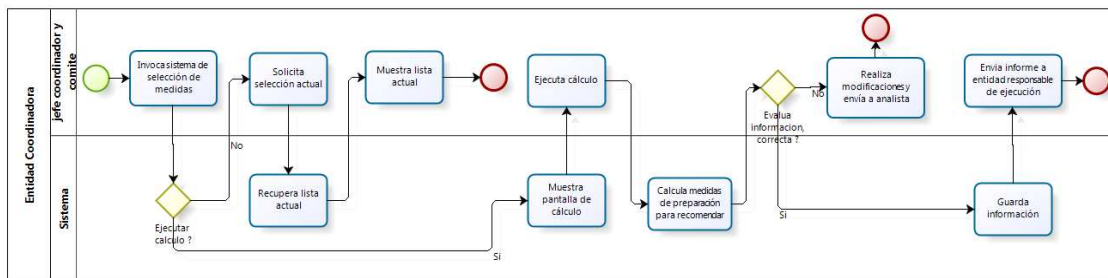 Entidad Coordinadora
Jefe coordinador y
comite
Invoca sistema de
selección de
medidas
Solicita
selección actual
Muestra lista
actual
Ejecuta cálculo
Evalua
informacion,
correcta ?
No
Realiza
modificaciones y
envía a analista
Envia informe a
entidad responsable
de ejecución
Sistema
Ejecutar
calculo ?
No
Si
Recupera lista
actual
Muestra
pantalla de
cálculo
Calcula medidas
de preparación
para recomendar
Si
Guarda
información